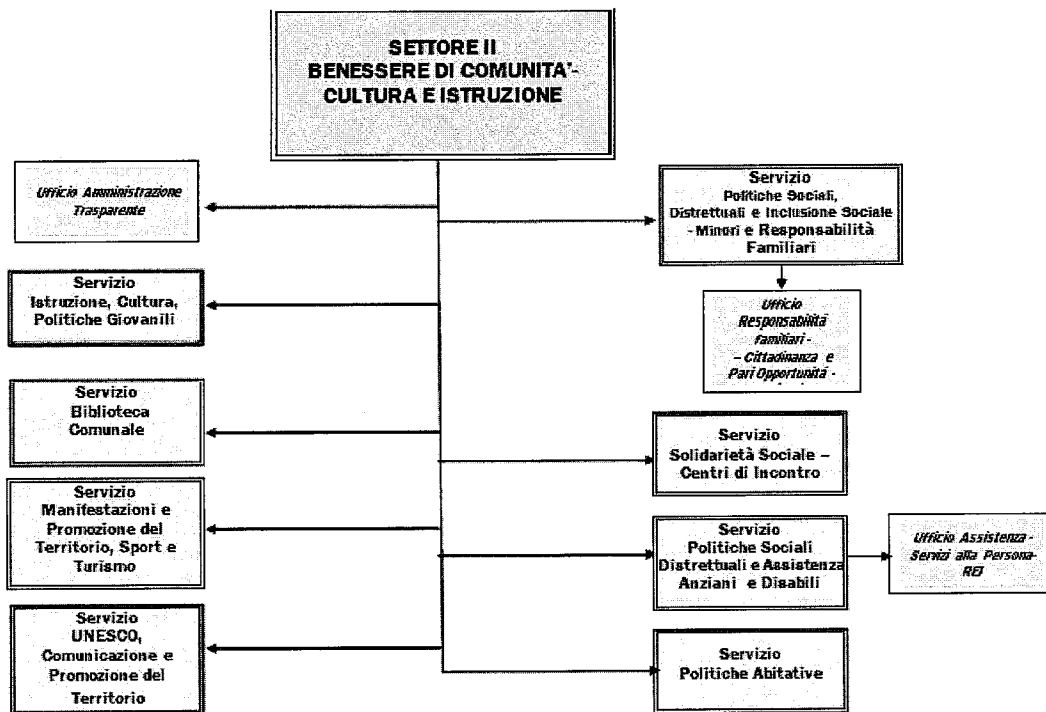 SETTORE II
BENESSERE DI COMUNITA'-
CULTURA E ISTRUZIONE
Ufficio Amministrazione
Trasparente
Servizio
Istruzione, Cultura,
Politiche Giovanili
Servizio
Biblioteca
Comunale
Servizio
Manifestazioni e
Promozione del
Territorio, Sport e
Turismo
Servizio
UNESCO,
Comunicazione e
Promozione del
Territorio
Servizio
Politiche Sociali,
Distrettuali e Inclusione Sociale
- Minori e Responsabilità
Familiari
Ufficio
Responsabilità
familiari -
– Cittadinanza e
Pari Opportunità -
Servizio
Solidarietà Sociale –
Centri di Incontro
Servizio
Politiche Sociali
Distrettuali e Assistenza
Anziani e Disabili
Ufficio Assistenza -
Servizi alla Persona-
REI
Servizio
Politiche Abitative